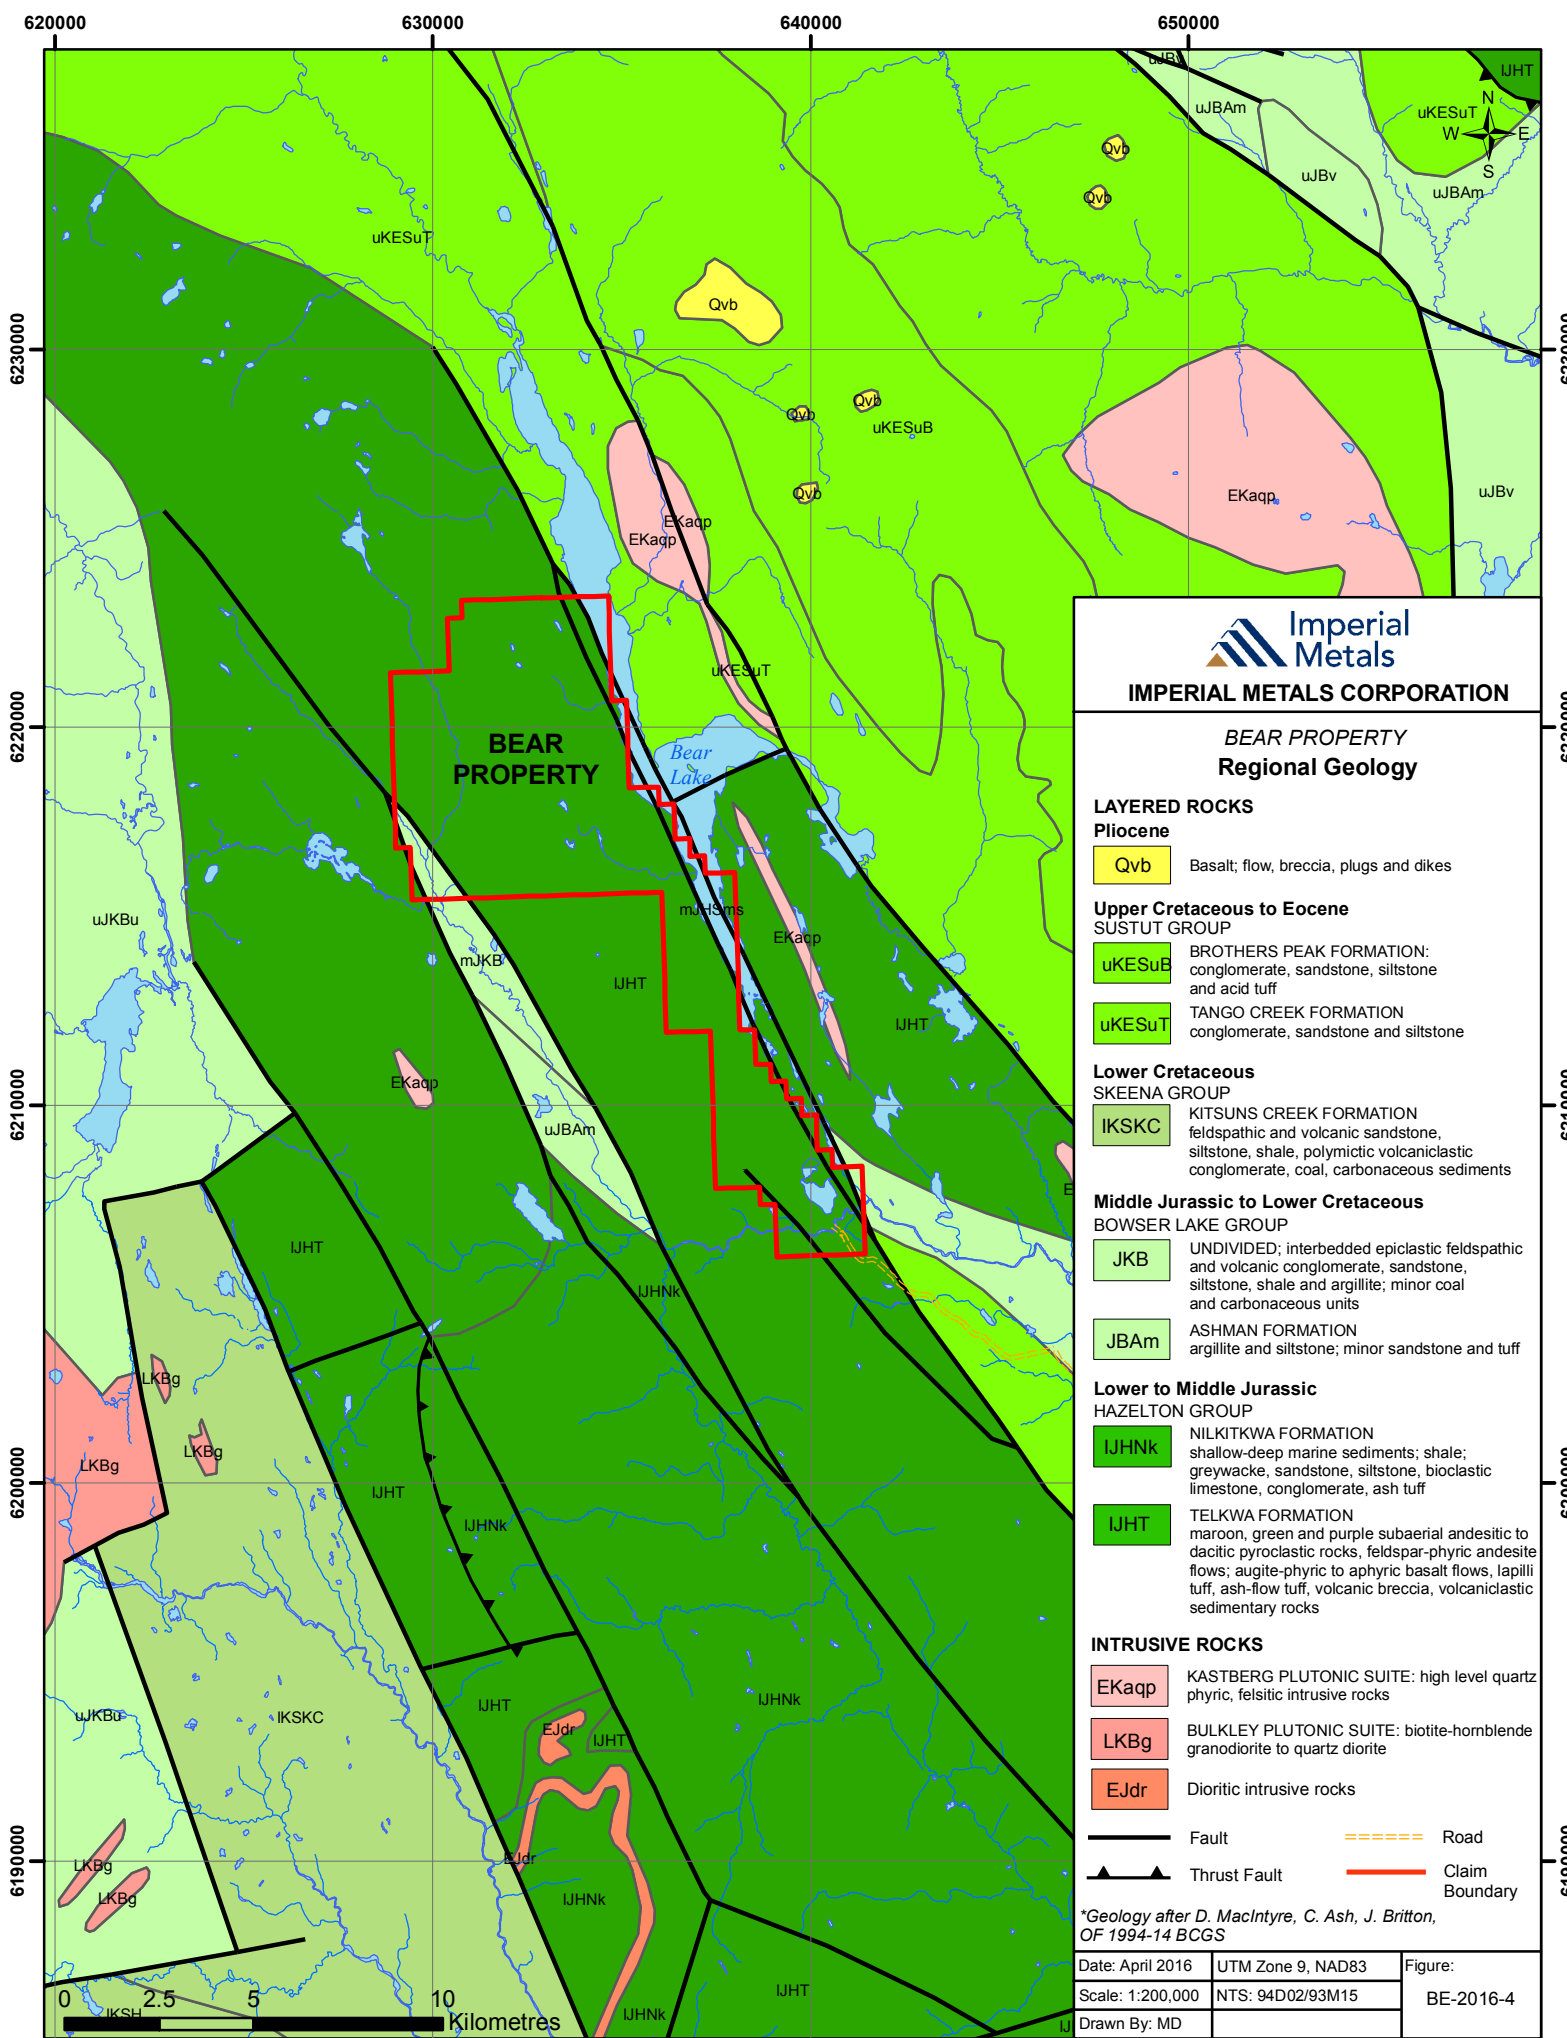 620000 630000 640000 650000
uJBv
lJHT
uJBAm
uKESuT
N
W E
S
Qvb
uJBv
uJBAm
Qvb
uKESuT
Qvb
6230000
6230000
Qvb
Qvb
uKESuB
Qvb
EKaqp
uJBv
EKaqp
EKaqp
uKESuT
6220000
6220000
BEAR
PROPERTY
Bear
Lake
uJKBu
mJHSms
EKaqp
mJKB
lJHT
lJHT
EKaqp
6210000
6210000
uJBAm
E
lJHT
lJHNk
LKBg
LKBg
LKBg
lJHT
6200000
6200000
lJHNk
lJHT
lJHNk
uJKBu
lKSKC
EJdr
lJHT
EJdr
LKBg
LKBg
6190000
6190000
lJHNk
lJHT
lJHNk
lJ
lKSH
0 2.5 5 10
Kilometres
Imperial
Metals
IMPERIAL METALS CORPORATION
BEAR PROPERTY
Regional Geology
LAYERED ROCKS
Pliocene
Qvb Basalt; flow, breccia, plugs and dikes
Upper Cretaceous to Eocene
SUSTUT GROUP
uKESuB BROTHERS PEAK FORMATION:
conglomerate, sandstone, siltstone
and acid tuff
uKESuT TANGO CREEK FORMATION
conglomerate, sandstone and siltstone
Lower Cretaceous
SKEENA GROUP
lKSKC KITSUNS CREEK FORMATION
feldspathic and volcanic sandstone,
siltstone, shale, polymictic volcaniclastic
conglomerate, coal, carbonaceous sediments
Middle Jurassic to Lower Cretaceous
BOWSER LAKE GROUP
JKB UNDIVIDED; interbedded epiclastic feldspathic
and volcanic conglomerate, sandstone,
siltstone, shale and argillite; minor coal
and carbonaceous units
JBAm ASHMAN FORMATION
argillite and siltstone; minor sandstone and tuff
Lower to Middle Jurassic
HAZELTON GROUP
lJHNk NILKITKWA FORMATION
shallow-deep marine sediments; shale;
greywacke, sandstone, siltstone, bioclastic
limestone, conglomerate, ash tuff
lJHT TELKWA FORMATION
maroon, green and purple subaerial andesitic to
dacitic pyroclastic rocks, feldspar-phyric andesite
flows; augite-phyric to aphyric basalt flows, lapilli
tuff, ash-flow tuff, volcanic breccia, volcaniclastic
sedimentary rocks
INTRUSIVE ROCKS
EKaqp KASTBERG PLUTONIC SUITE: high level quartz
phyric, felsitic intrusive rocks
LKBg BULKLEY PLUTONIC SUITE: biotite-hornblende
granodiorite to quartz diorite
EJdr Dioritic intrusive rocks
Fault Road
Thrust Fault Claim
Boundary
*Geology after D. MacIntyre, C. Ash, J. Britton,
OF 1994-14 BCGS
Date: April 2016 UTM Zone 9, NAD83 Figure:
Scale: 1:200,000 NTS: 94D02/93M15 BE-2016-4
Drawn By: MD